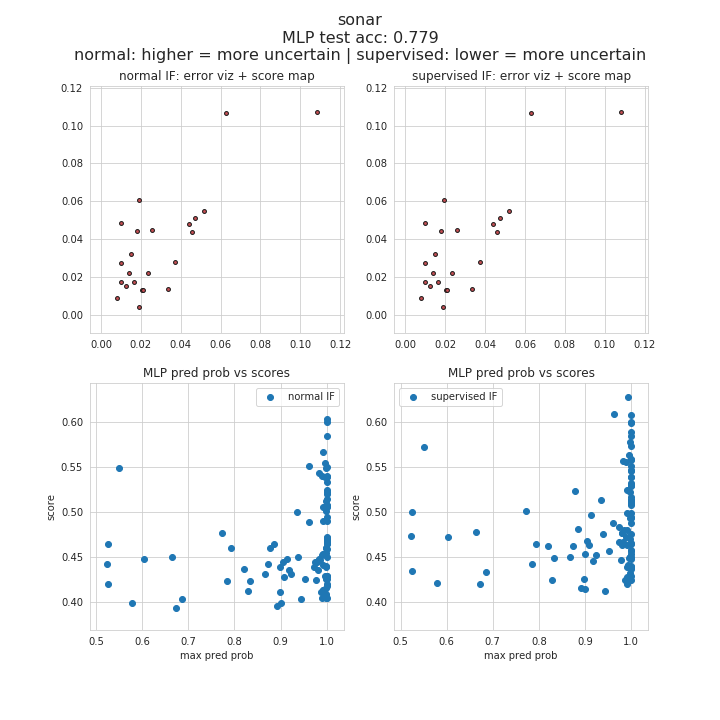 sonar
MLP test acc: 0.779
normal: higher = more uncertain | supervised: lower = more uncertain
normal IF: error viz + score map
supervised IF: error viz + score map
0.12
0.10
0.08
0.06
0.04
0.02
0.00
0.00 0.02 0.04 0.06 0.08 0.10 0.12
0.12
0.10
0.08
0.06
0.04
0.02
0.00
0.00 0.02 0.04 0.06 0.08 0.10 0.12
MLP pred prob vs scores
normal IF
score
0.60
0.55
0.50
0.45
0.40
0.5 0.6 0.7 0.8 0.9 1.0
max pred prob
MLP pred prob vs scores
supervised IF
score
0.60
0.55
0.50
0.45
0.40
0.5 0.6 0.7 0.8 0.9 1.0
max pred prob